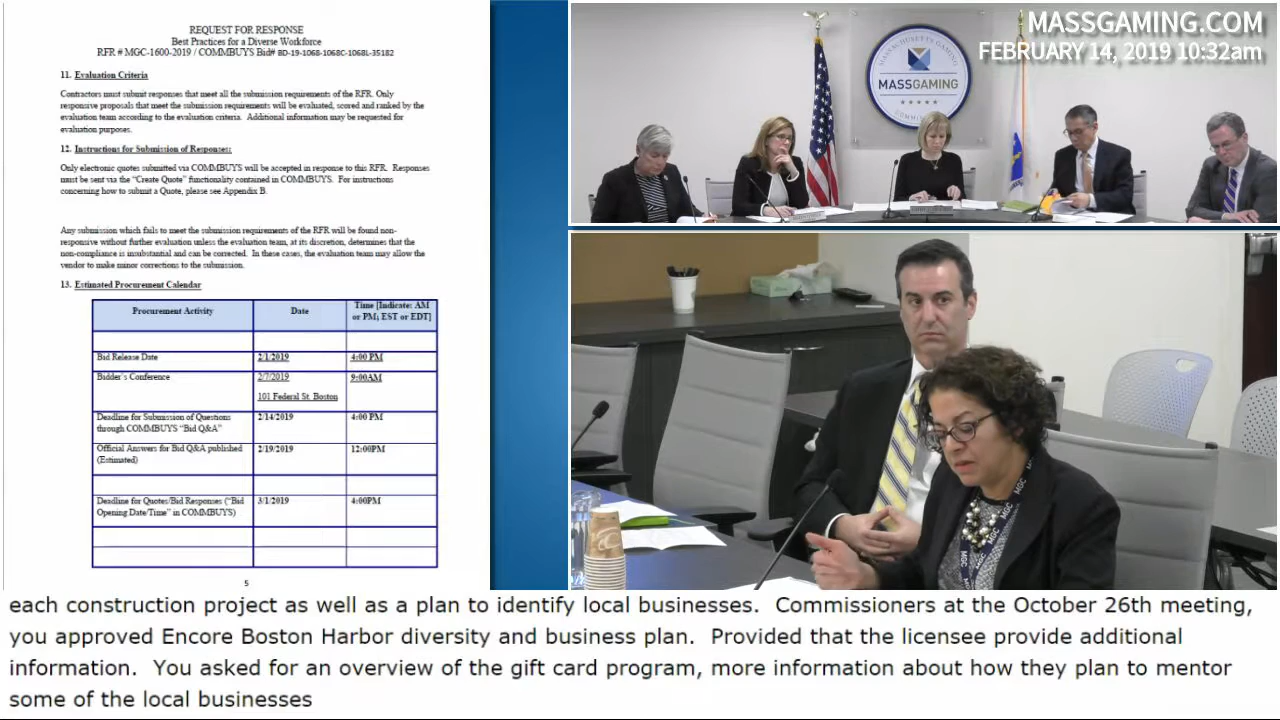 REQUEST FOR RESPONSE
Best Practices for a Diverse Workforce
RFR # MGC-1600-2019 / COMMBUYS Bid# BD-19-1068-1068C-1068L-35182
11. Evaluation Criteria
Contractors must submit responses that meet all the submission requirements of the RFR. Only
responsive proposals that meet the submission requirements will be evaluated, scored and ranked by the
evaluation team according to the evaluation criteria. Additional information may be requested for
evaluation purposes.
12. Instructions for Submission of Responses:
Only electronic quotes submitted via COMMBUYS will be accepted in response to this RFR. Responses
must be sent via the "Create Quote" functionality contained in COMMBUYS. For instructions
concerning how to submit a Quote, please see Appendix B.
Any submission which fails to meet the submission requirements of the RFR will be found non-
responsive without further evaluation unless the evaluation team, at its discretion, determines that the
non-compliance is insubstantial and can be corrected. In these cases, the evaluation team may allow the
vendor to make minor corrections to the submission.
13. Estimated Procurement Calendar
Procurement Activity Date Time [Indicate: AM
or PM; EST or EDT]
Bid Release Date 2/1/2019 4:00 PM
Bidder's Conference 2/7/2019 9:00AM
101 Federal St. Boston
Deadline for Submission of Questions 2/14/2019 4:00 PM
through COMMBUYS "Bid Q&A"
Official Answers for Bid Q&A published 2/19/2019 12:00PM
(Estimated)
Deadline for Quotes/Bid Responses ("Bid 3/1/2019 4:00PM
Opening Date/Time" in COMMBUYS)
5
MASSGAMING.COM
FEBRUARY 14, 2019 10:32am
MASSACHUSETTS GAMING
MASSGAMING
COMMISSION
MGC
MGC
MGC
each construction project as well as a plan to identify local businesses. Commissioners at the October 26th meeting,
you approved Encore Boston Harbor diversity and business plan. Provided that the licensee provide additional
information. You asked for an overview of the gift card program, more information about how they plan to mentor
some of the local businesses